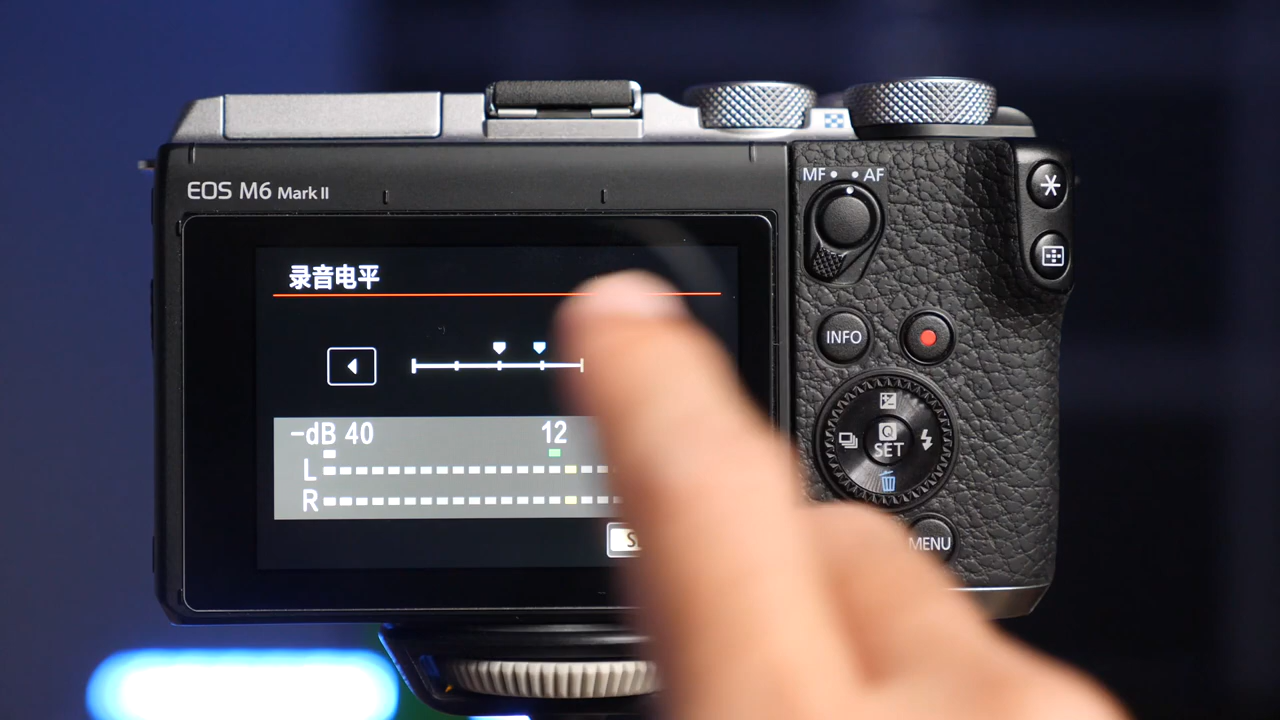 EOS M6 Mark II
MF AF
录音电平
INFO
-dB 40 12
L
R
Q
SET
MENU